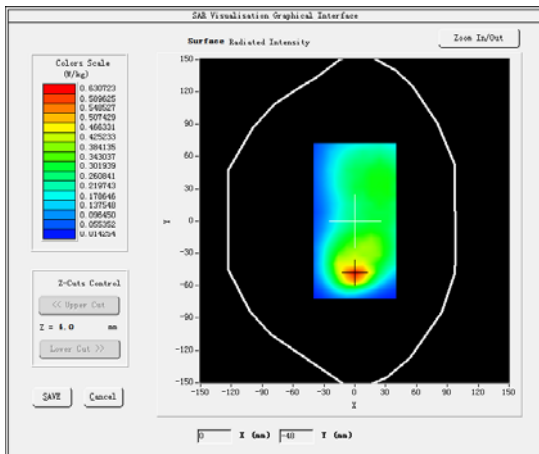 SAR Visualisation Graphical Interface
Surface Radiated Intensity
Zoom In/Out
Colors Scale
(W/kg)
0.630723
0.589625
0.548527
0.507429
0.466331
0.425233
0.384135
0.343037
0.301939
0.260841
0.219743
0.178646
0.137548
0.096450
0.055352
0.014254
Z-Cuts Control
<< Upper Cut
Z = 4.0 mm
Lower Cut >>
SAVE Cancel
150
120
90
60
30
0
-30
-60
-90
-120
-150
Y
-150 -120 -90 -60 -30 0 30 60 90 120 150
X
0 X (mm) -48 Y (mm)